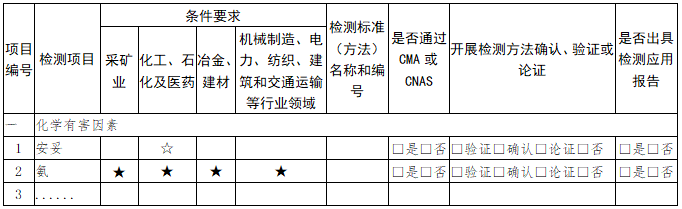 项目编号 检测项目 条件要求 检测标准（方法）名称和编号 是否通过CMA或CNAS 开展检测方法确认、验证或论证 是否出具检测应用报告
采矿业 化工、石化及医药 冶金、建材 机械制造、电力、纺织、建筑和交通运输等行业领域
一 化学有害因素
1 安妥 ☆ □是□否 □验证□确认□论证□否 □是□否
2 氨 ★ ★ ★ ★ □是□否 □验证□确认□论证□否 □是□否
3 ......